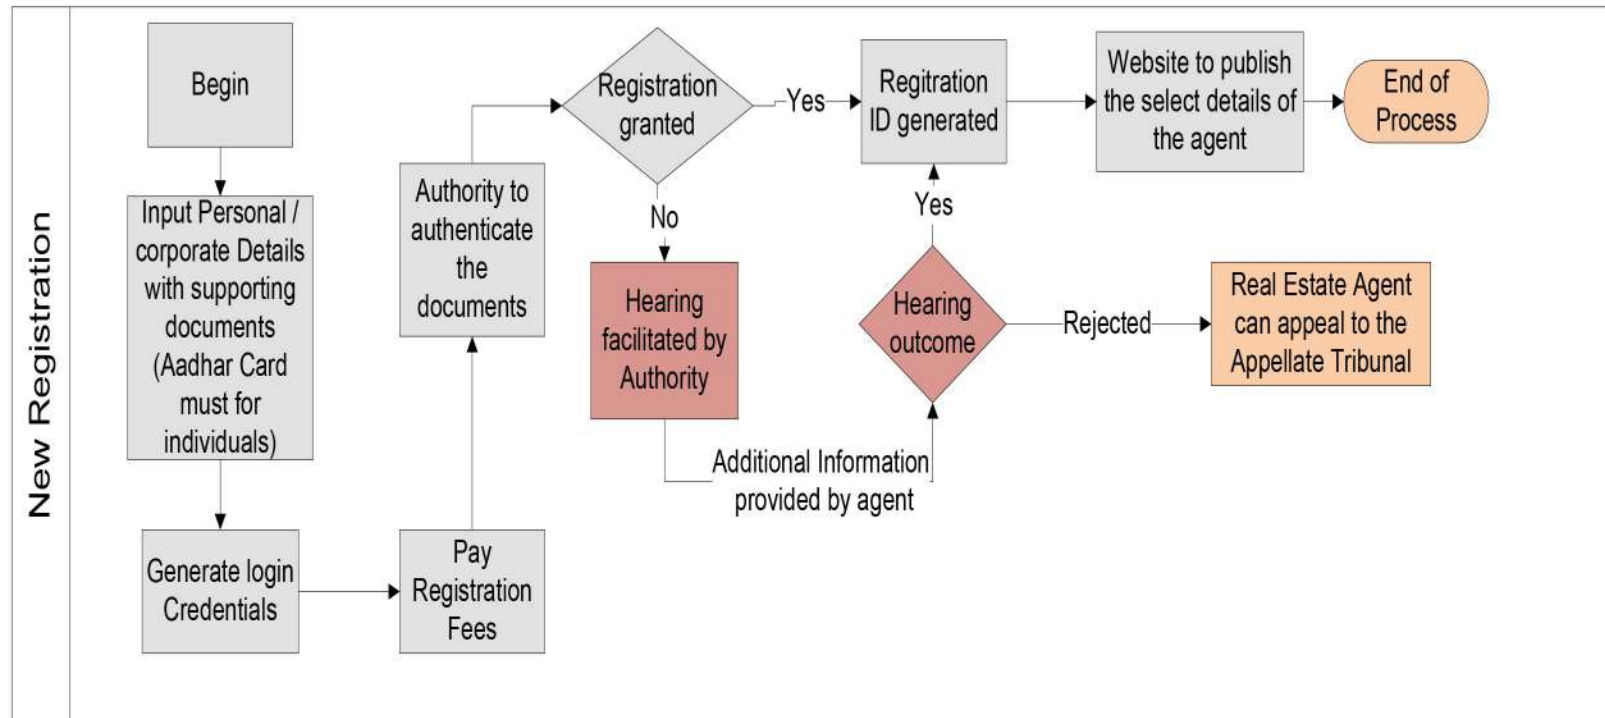 New Registration
Begin
Input Personal /
corporate Details
with supporting
documents
(Aadhar Card
must for
individuals)
Generate login
Credentials
Pay
Registration
Fees
Authority to
authenticate
the
documents
Registration
granted
Yes
No
Hearing
facilitated by
Authority
Additional Information
provided by agent
Hearing
outcome
Yes
Rejected
Regitration
ID generated
Website to publish
the select details of
the agent
End of
Process
Real Estate Agent
can appeal to the
Appellate Tribunal